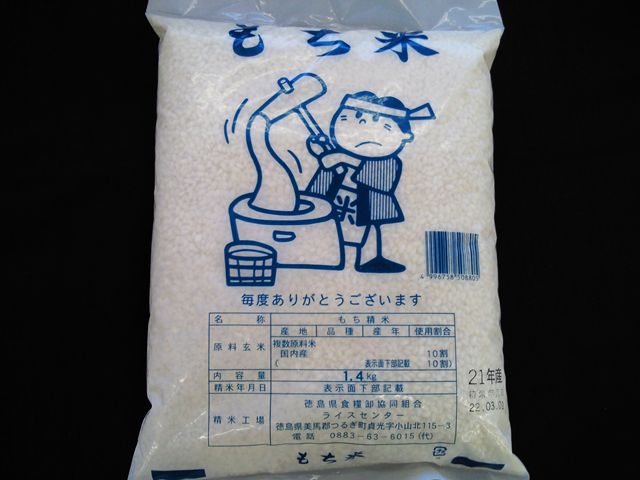 もち米
米
4 996758 508805
毎度ありがとうございます
名 称 もち精米
原料玄米 産地 品種 産年 使用割合
複数原料米
国内産 10割
( 表示面下部記載 10割)
内容量 1.4kg
精米年月日 表示面下部記載
精米工場 徳島県食糧卸協同組合
ライスセンター
徳島県美馬郡つるぎ町貞光字小山北115-3
電話 0883-63-6015(代)
21年産
22.03.0
もち米